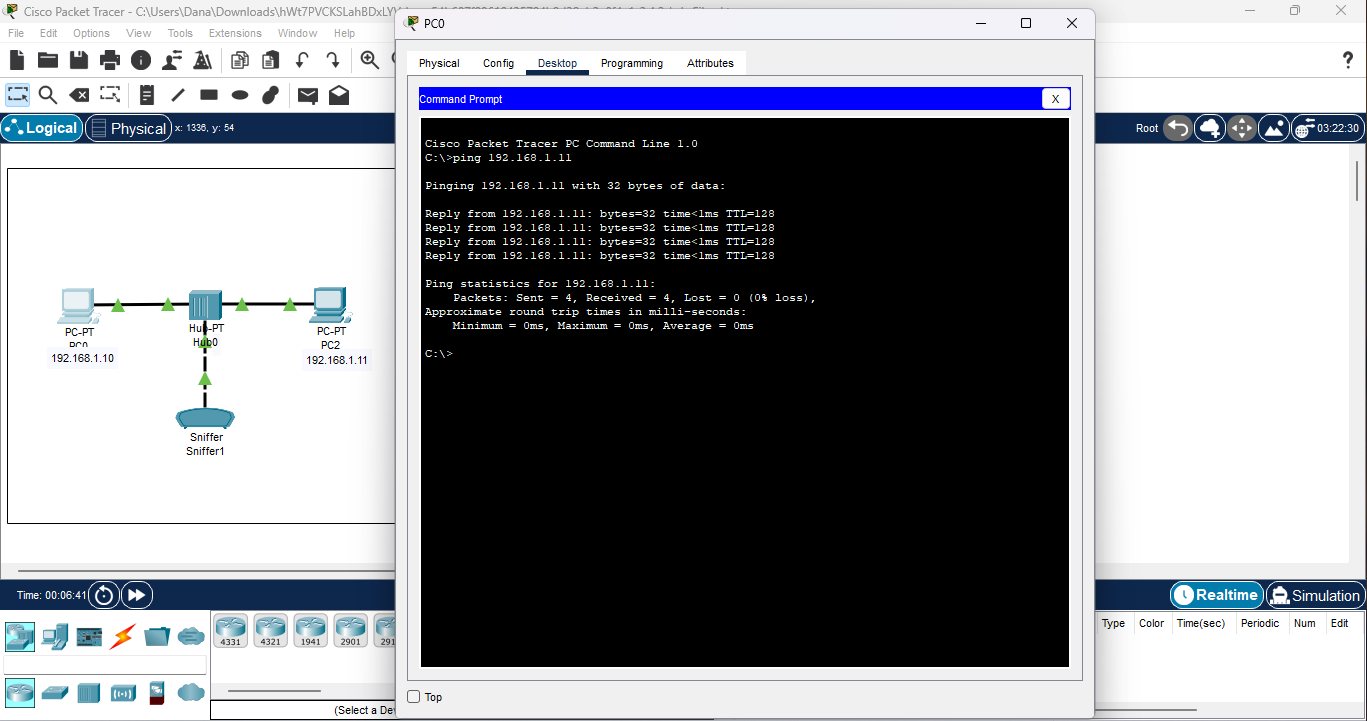 Cisco Packet Tracer - C:\Users\Dana\Downloads\hWt7PVCKSLahBDxLY
PC0
File Edit Options View Tools Extensions Window Help
Physical Config Desktop Programming Attributes
Command Prompt X
Logical Physical x: 1336, y: 54
Root 03:22:30
Cisco Packet Tracer PC Command Line 1.0
C:\>ping 192.168.1.11
Pinging 192.168.1.11 with 32 bytes of data:
Reply from 192.168.1.11: bytes=32 time<1ms TTL=128
Reply from 192.168.1.11: bytes=32 time<1ms TTL=128
Reply from 192.168.1.11: bytes=32 time<1ms TTL=128
Reply from 192.168.1.11: bytes=32 time<1ms TTL=128
Ping statistics for 192.168.1.11:
Packets: Sent = 4, Received = 4, Lost = 0 (0% loss),
Approximate round trip times in milli-seconds:
Minimum = 0ms, Maximum = 0ms, Average = 0ms
C:\>
PC-PT
PC0
192.168.1.10
Hub-PT
Hub0
PC-PT
PC2
192.168.1.11
Sniffer
Sniffer1
Time: 00:06:41
Realtime Simulation
4331 4321 1941 2901 291
Type Color Time(sec) Periodic Num Edit
(Select a De
Top